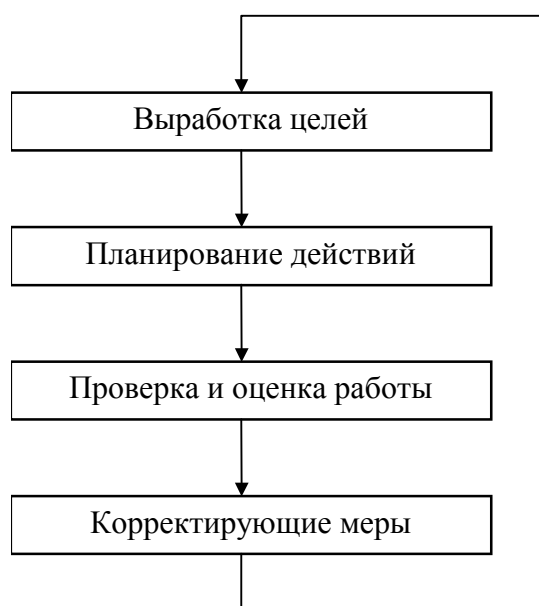 Выработка целей
Планирование действий
Проверка и оценка работы
Корректирующие меры